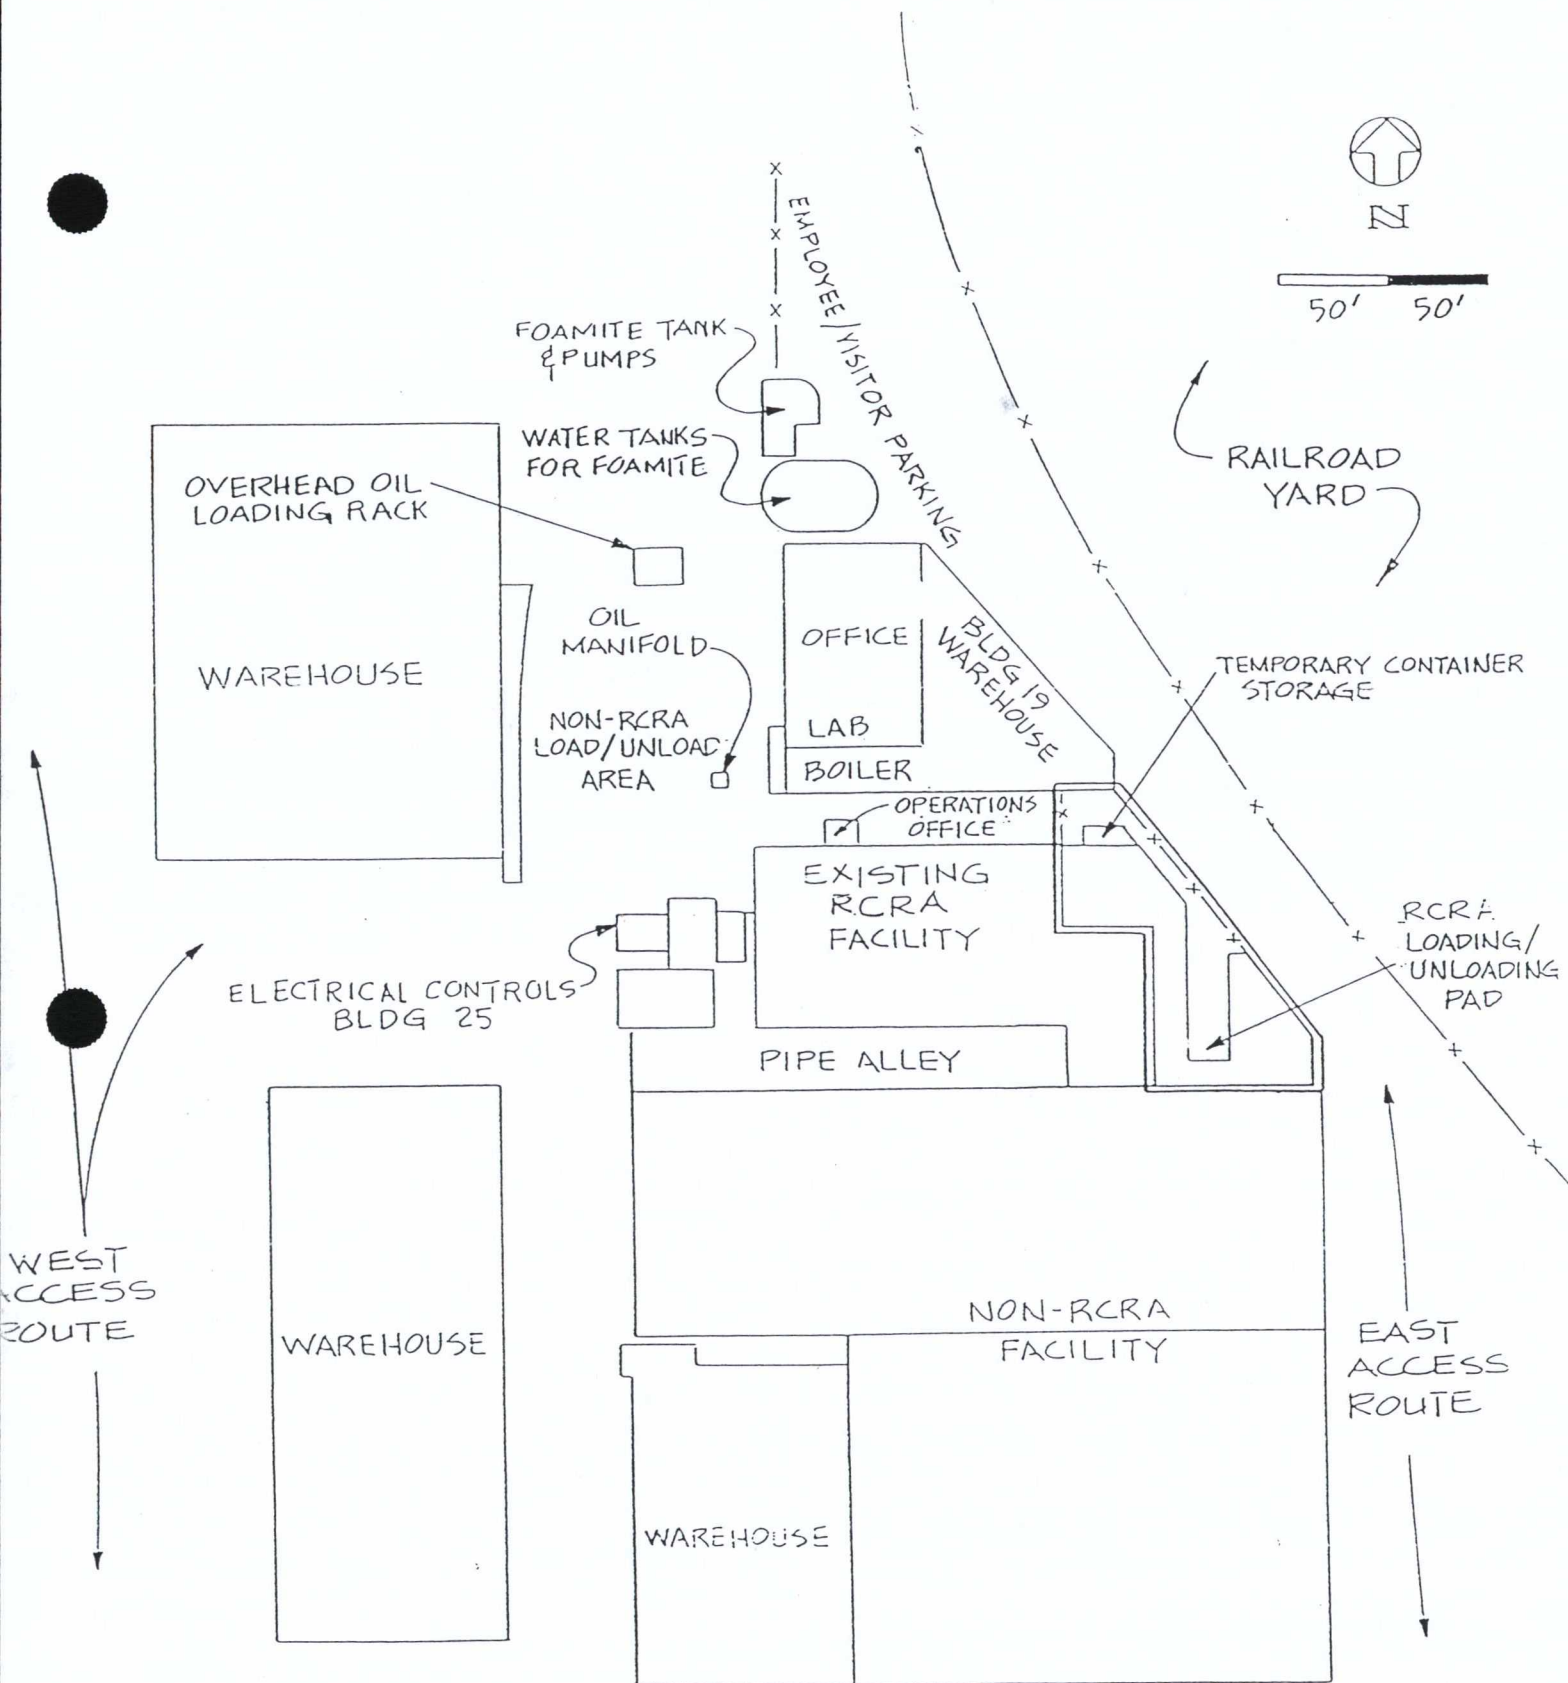 N
50' 50'
EMPLOYEE/VISITOR PARKING
FOAMITE TANK
& PUMPS
WATER TANKS
FOR FOAMITE
RAILROAD
YARD
OVERHEAD OIL
LOADING RACK
OIL
MANIFOLD
OFFICE
BLDG 19
WAREHOUSE
TEMPORARY CONTAINER
STORAGE
WAREHOUSE
NON-RCRA
LOAD/UNLOAD
AREA
LAB
BOILER
OPERATIONS
OFFICE
EXISTING
RCRA
FACILITY
RCRA
LOADING/
UNLOADING
PAD
ELECTRICAL CONTROLS
BLDG 25
PIPE ALLEY
WEST
ACCESS
ROUTE
WAREHOUSE
NON-RCRA
FACILITY
EAST
ACCESS
ROUTE
WAREHOUSE